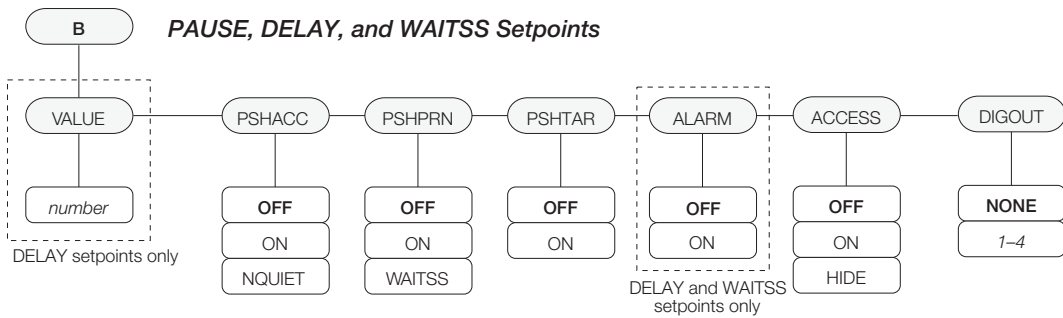 B
PAUSE, DELAY, and WAITSS Setpoints
VALUE
PSHACC
PSHPRN
PSHTAR
ALARM
ACCESS
DIGOUT
number
OFF
OFF
OFF
OFF
OFF
NONE
ON
ON
ON
ON
ON
1–4
NQUIET
WAITSS
HIDE
DELAY setpoints only
DELAY and WAITSS
setpoints only